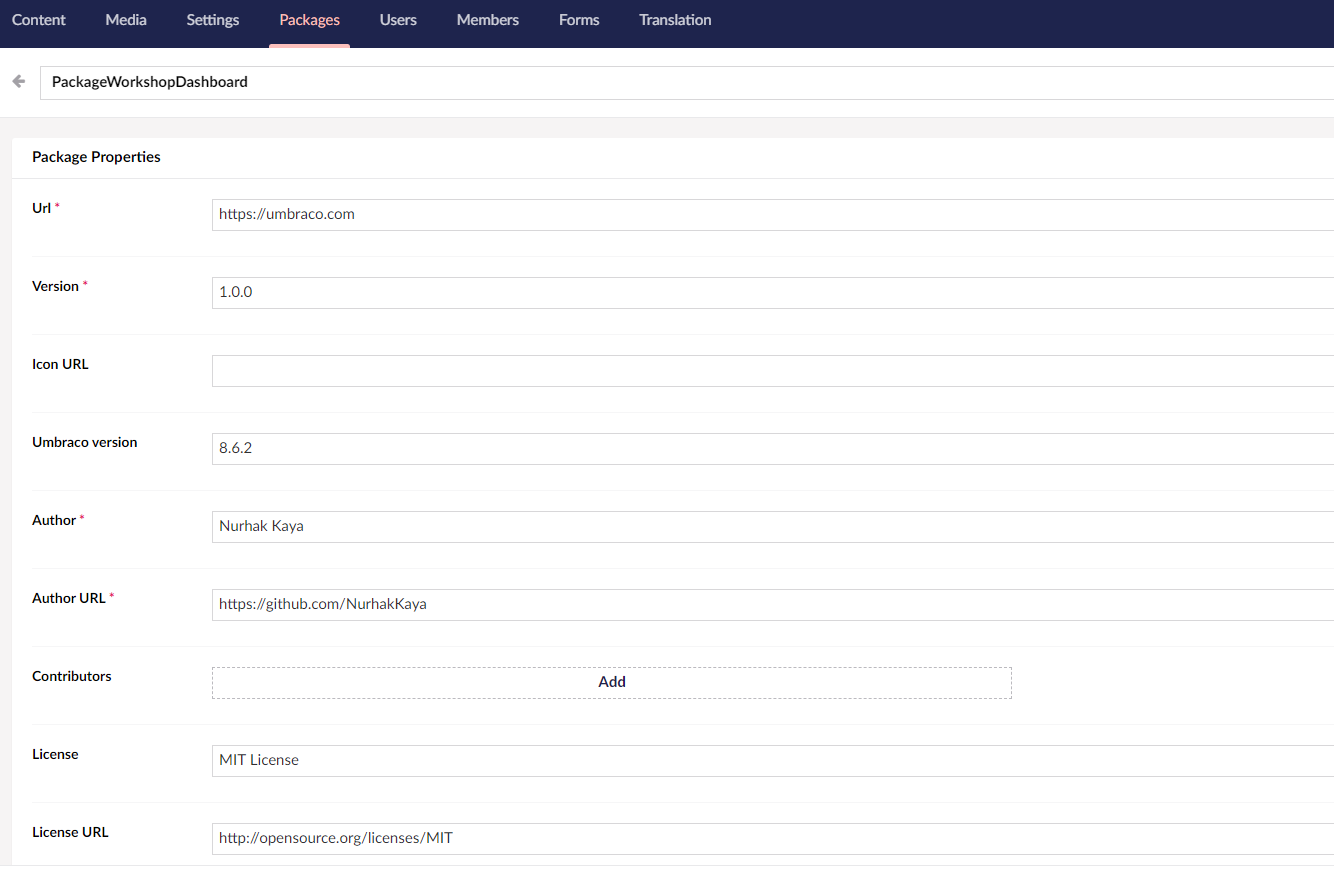 Content Media Settings Packages Users Members Forms Translation
PackageWorkshopDashboard
Package Properties
Url * https://umbraco.com
Version * 1.0.0
Icon URL
Umbraco version 8.6.2
Author * Nurhak Kaya
Author URL * https://github.com/NurhakKaya
Contributors Add
License MIT License
License URL http://opensource.org/licenses/MIT